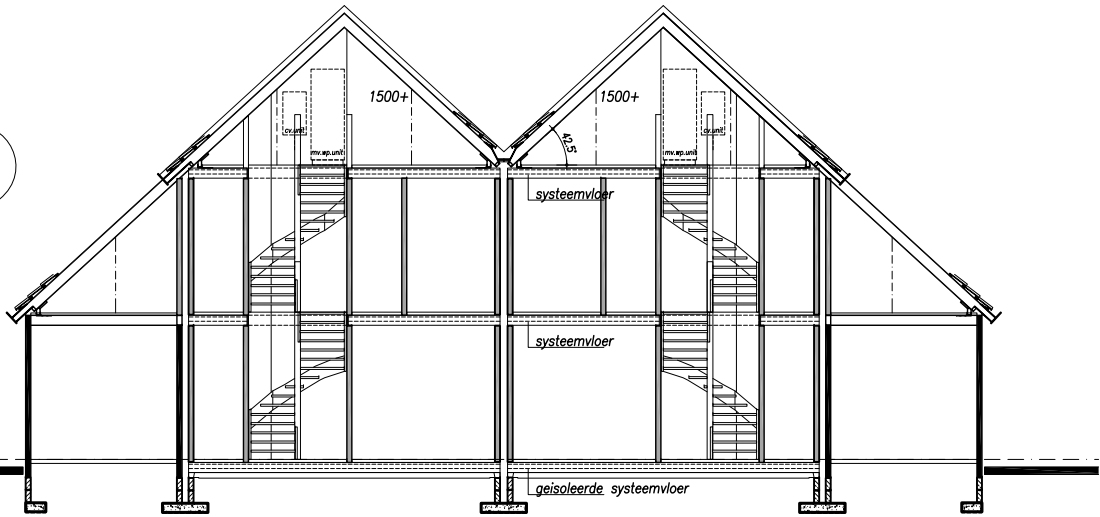 1500+
1500+
cv.unit
cv.unit
42.5°
mv.wp.unit
mv.wp.unit
systeemvloer
systeemvloer
geisoleerde systeemvloer